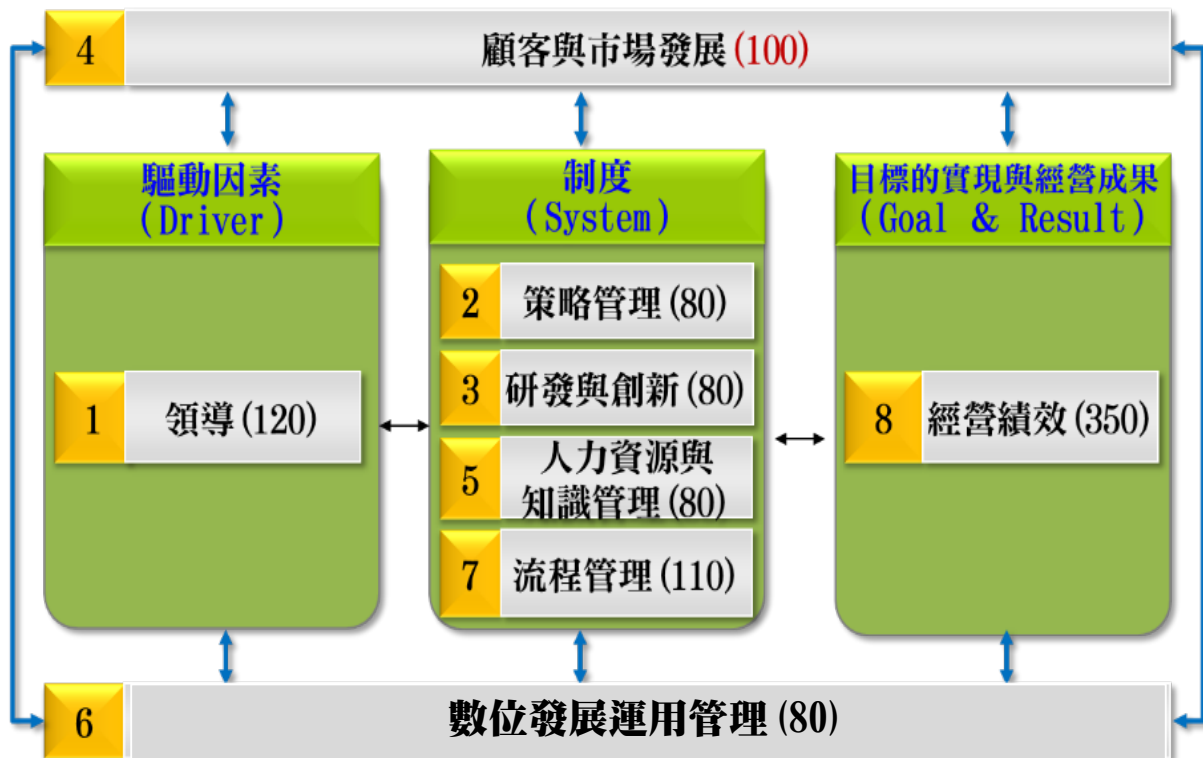 4
顧客與市場發展(100)
驅動因素
(Driver)
1
領導(120)
制度
(System)
2
策略管理(80)
3
研發與創新(80)
5
人力資源與
知識管理(80)
7
流程管理(110)
目標的實現與經營成果
(Goal & Result)
8
經營績效(350)
6
數位發展運用管理(80)